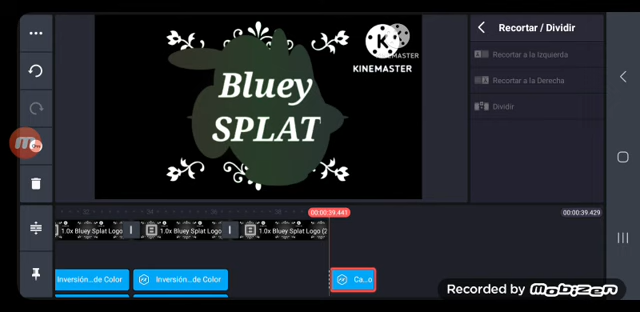 Recortar / Dividir
Recortar a la Izquierda
Recortar a la Derecha
Dividir
K
MASTER
KINEMASTER
Bluey
SPLAT
00:00:39.441
00:00:39.429
1.0x Bluey Splat Logo
1.0x Bluey Splat Logo
1.0x Bluey Splat Logo (2
Inversión...de Color
Inversión...de Color
Ca...o
Recorded by mobizen